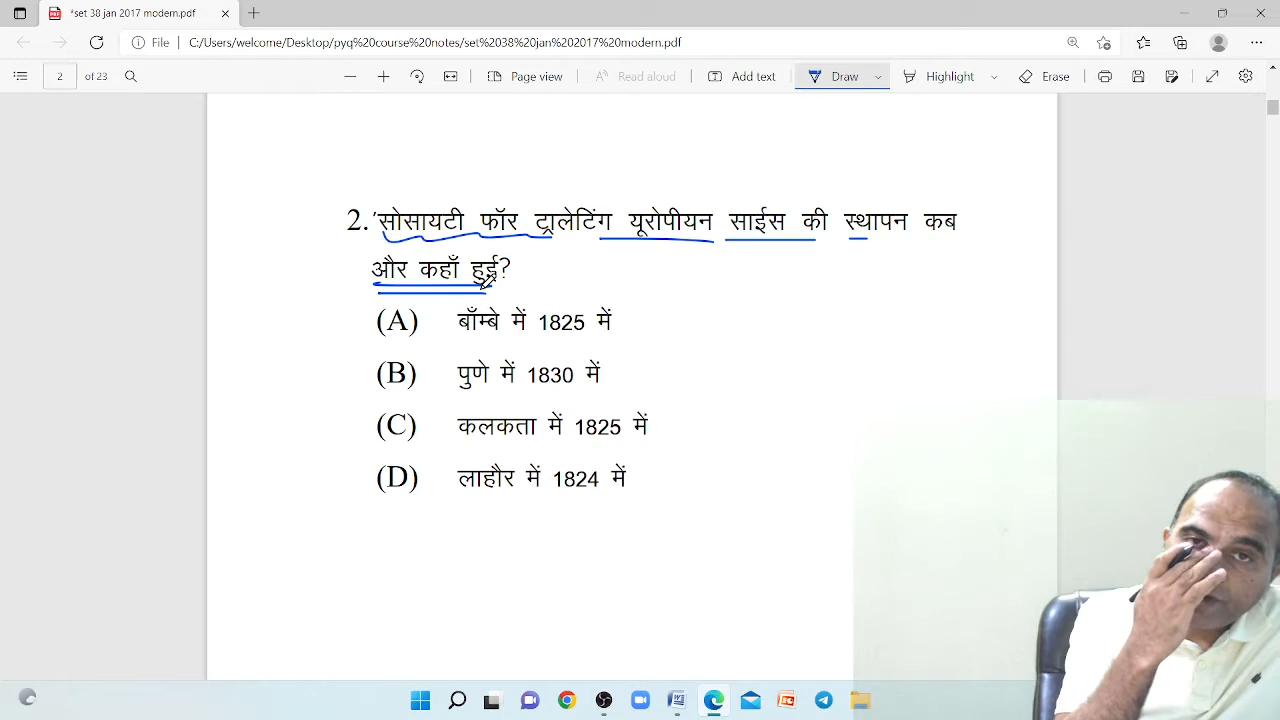 *set 38 jan 2017 modern.pdf
File C:/Users/welcome/Desktop/pyq%20course%20notes/set%2038%20jan%202017%20modern.pdf
2 of 23 Page view Read aloud Add text Draw Highlight Erase
2. 'सोसायटी फॉर ट्रालेटिंग यूरोपीयन साईस की स्थापन कब
और कहाँ हुई?
(A) बाँम्बे में 1825 में
(B) पुणे में 1830 में
(C) कलकता में 1825 में
(D) लाहौर में 1824 में